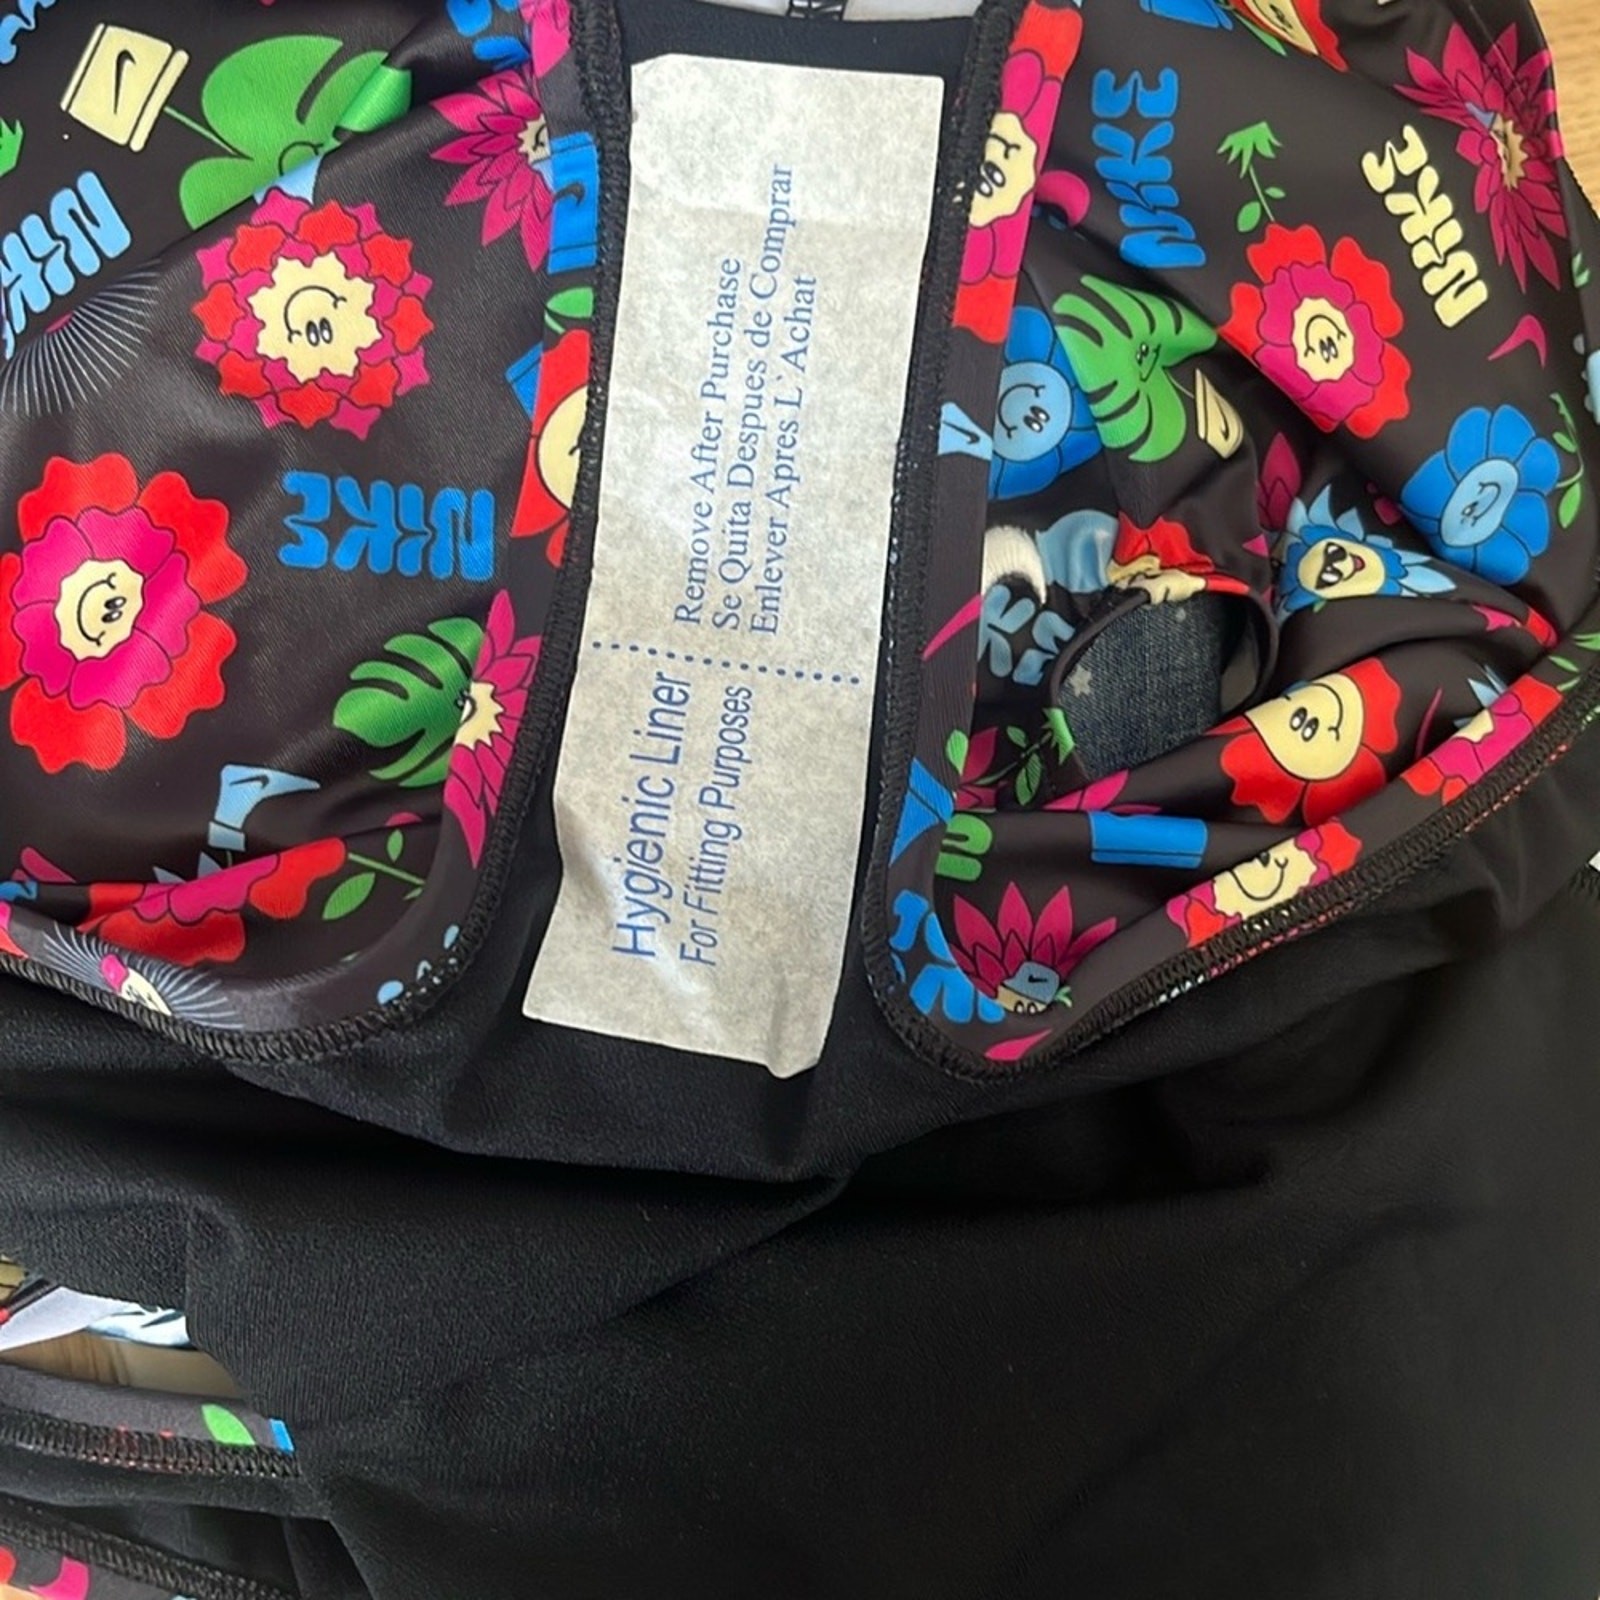 Hygienic Liner
For Fitting Purposes
Remove After Purchase
Se Quita Despues de Comprar
Enlever Apres L`Achat
NIKE
NIKE
NIKE
NIKE